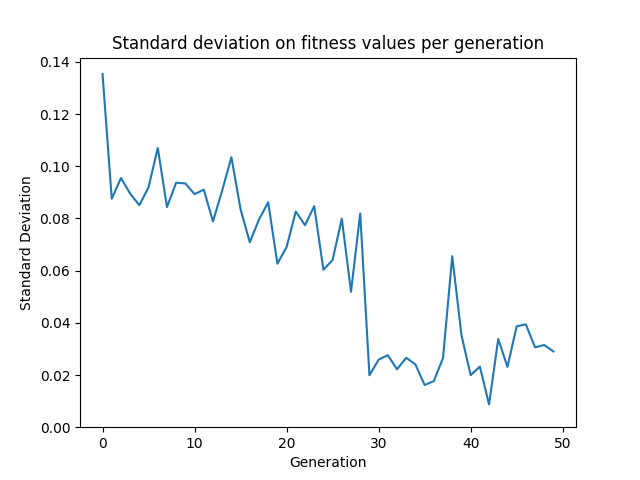 Standard deviation on fitness values per generation
0.14
0.12
0.10
0.08
0.06
0.04
0.02
0.00
Standard Deviation
0 10 20 30 40 50
Generation